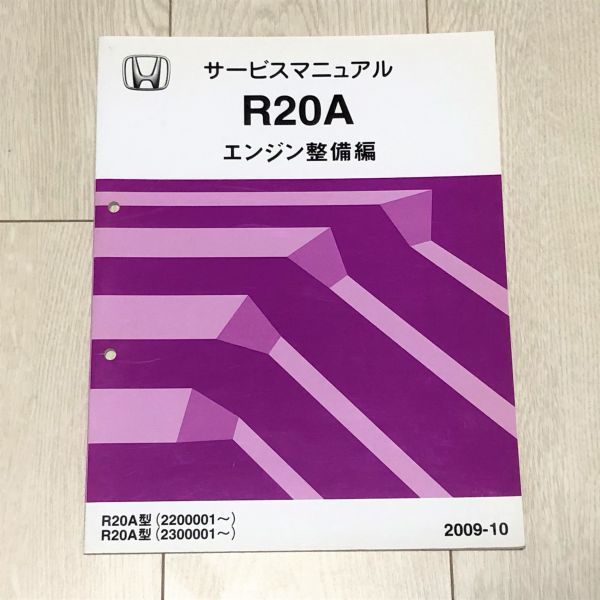 サービスマニュアル
R20A
エンジン整備編
R20A型 (2200001～)
R20A型 (2300001～)
2009-10